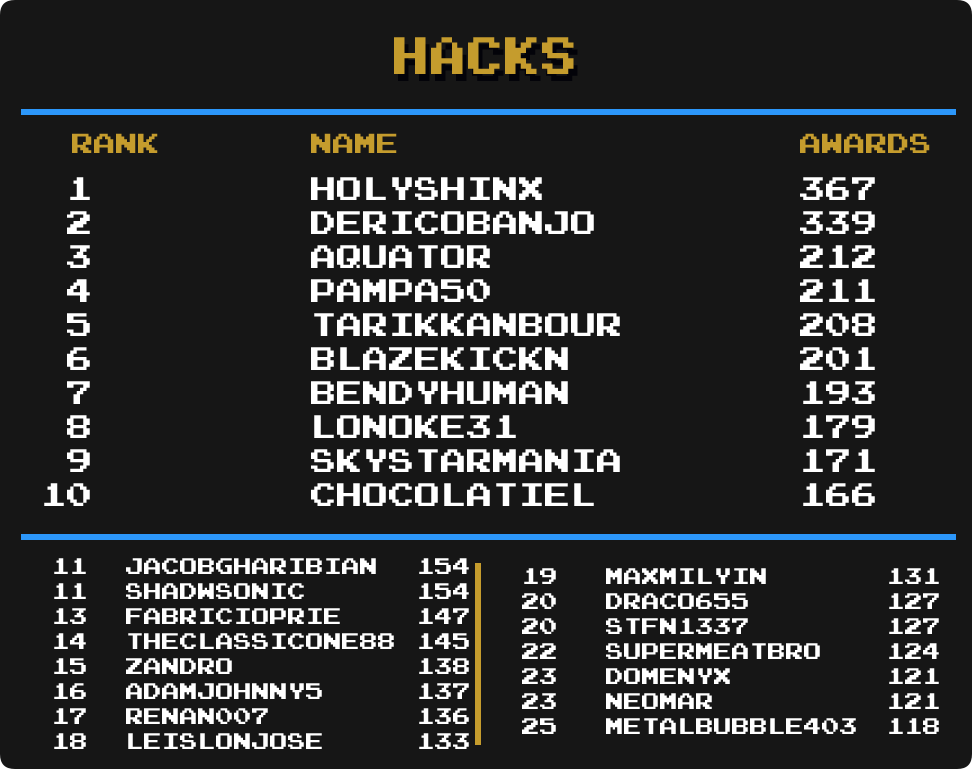 HACKS
RANK NAME AWARDS
1 HOLYSHINX 367
2 DERICOBANJO 339
3 AQUATOR 212
4 PAMPA50 211
5 TARIKKANBOUR 208
6 BLAZEKICKN 201
7 BENDYHUMAN 193
8 LONOKE31 179
9 SKYSTARMANIA 171
10 CHOCOLATIEL 166
11 JACOBGHARIBIAN 154
11 SHADWSONIC 154
13 FABRICIOPRIE 147
14 THECLASSICONE88 145
15 ZANDRO 138
16 ADAMJOHNNY5 137
17 RENAN007 136
18 LEISLONJOSE 133
19 MAXMILYIN 131
20 DRACO655 127
20 STFN1337 127
22 SUPERMEATBRO 124
23 DOMENYX 121
23 NEOMAR 121
25 METALBUBBLE403 118